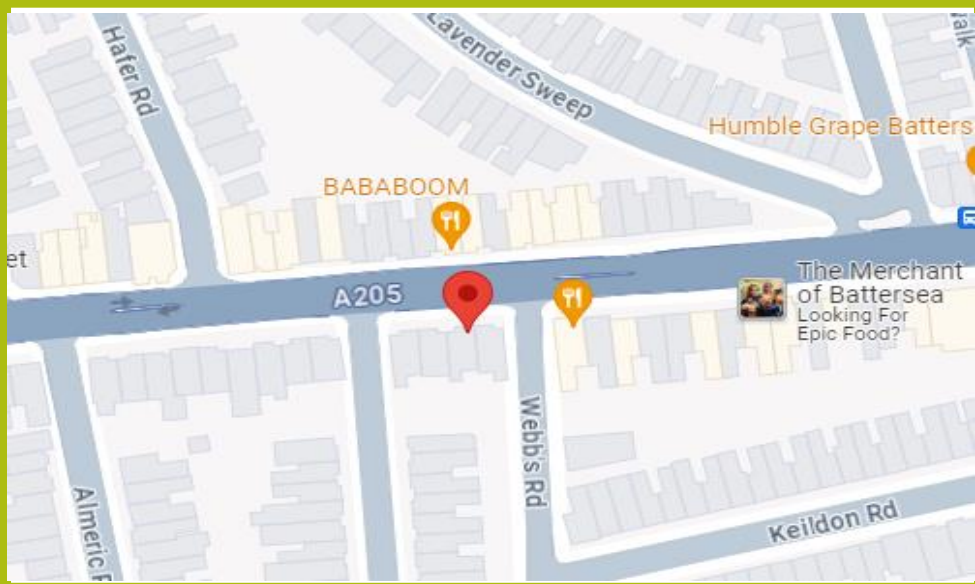 Hafer Rd
Lavender Sweep
Humble Grape Batters
BABABOOM
et
A205
The Merchant
of Battersea
Looking For
Epic Food?
Webb's Rd
Almeric R
Keildon Rd